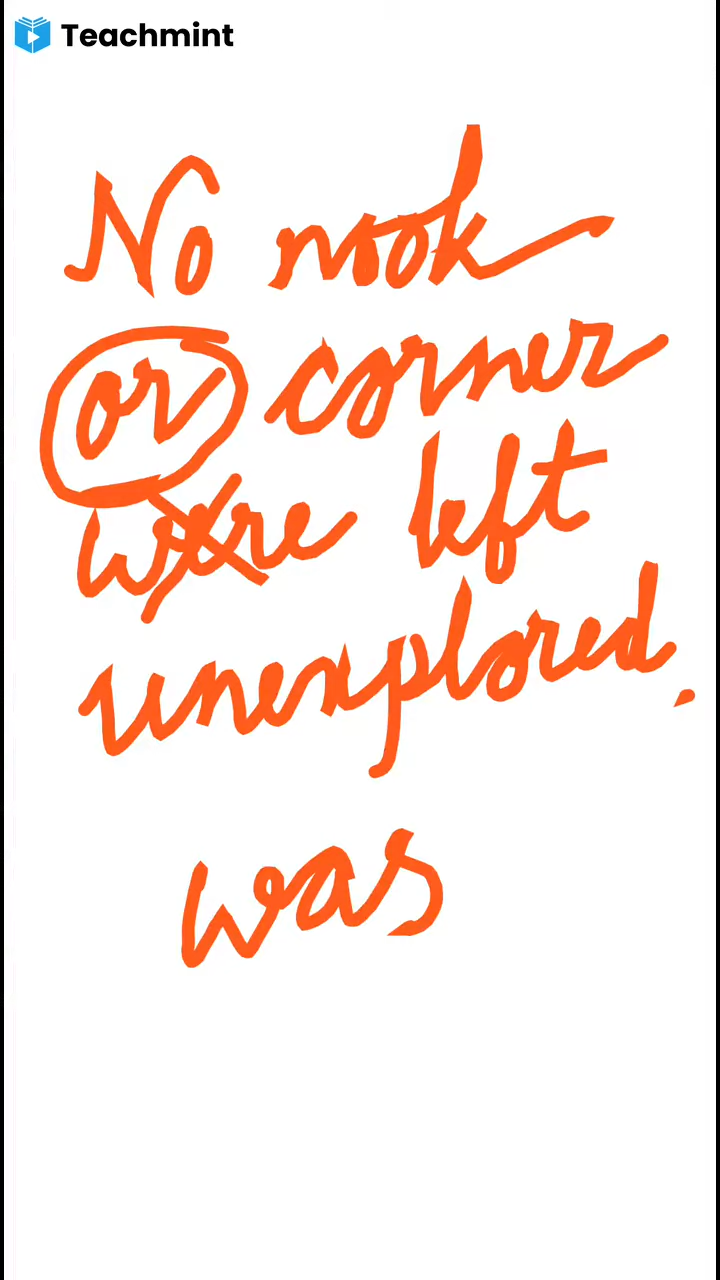 Teachmint
No nook
or corner
were left
unexplored.
was